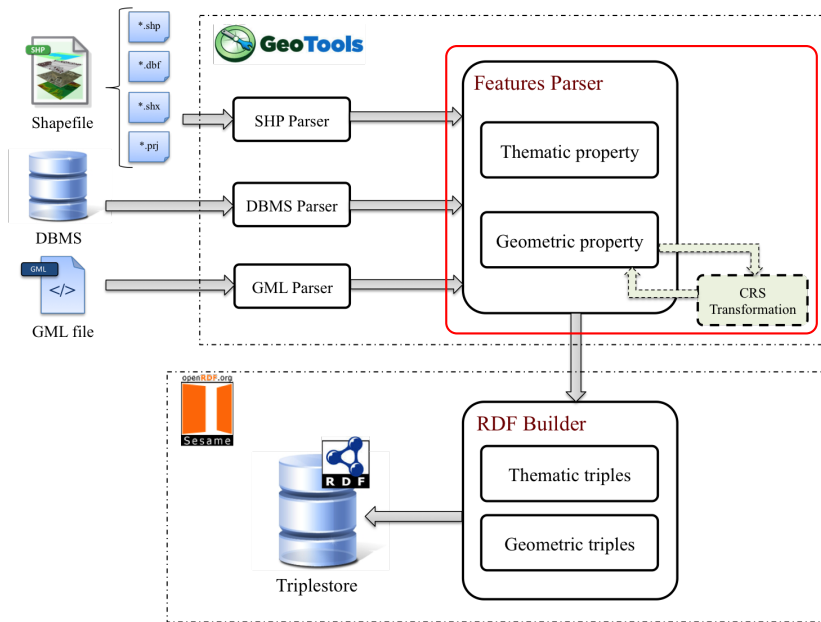 GeoTools
SHP
Shapefile
*.shp
*.dbf
*.shx
*.prj
SHP Parser
Features Parser
Thematic property
DBMS
DBMS Parser
Geometric property
GML
</>
GML file
GML Parser
CRS
Transformation
openRDF.org
Sesame
RDF Builder
RDF
Thematic triples
Geometric triples
Triplestore